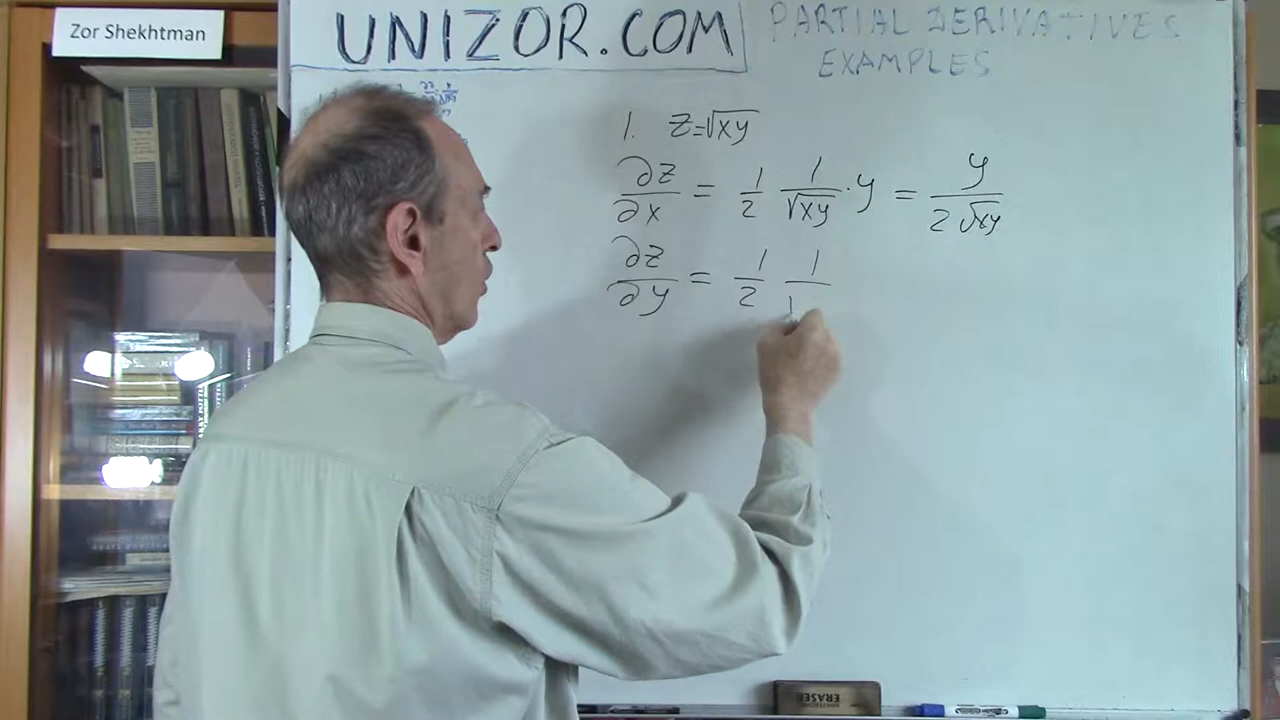 Zor Shekhtman
UNIZOR.COM
PARTIAL DERIVATIVES
EXAMPLES
1. z=√xy
∂z/∂x = 1/2 1/√xy · y = y/2√xy
∂z/∂y = 1/2 1/
ERASER